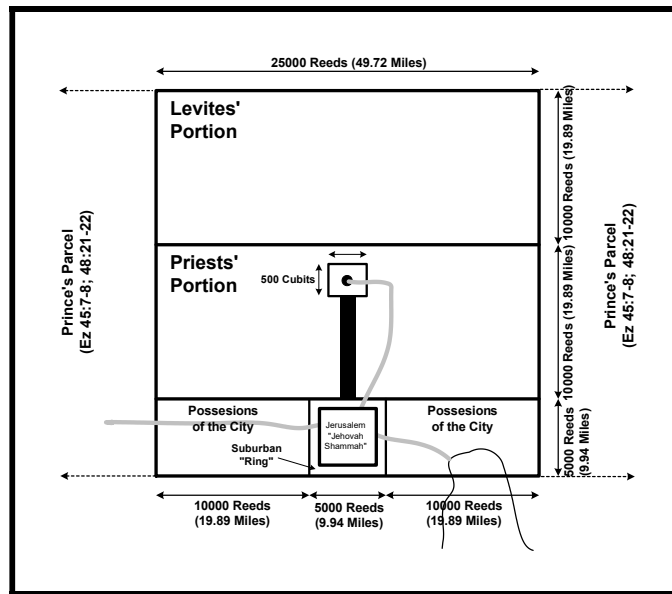 25000 Reeds (49.72 Miles)
Levites'
Portion
10000 Reeds (19.89 Miles)
Prince's Parcel
(Ez 45:7-8; 48:21-22)
Priests'
Portion
500 Cubits
10000 Reeds (19.89 Miles)
Prince's Parcel
(Ez 45:7-8; 48:21-22)
Possesions
of the City
Jerusalem
"Jehovah
Shammah"
Possesions
of the City
Suburban
"Ring"
5000 Reeds
(9.94 Miles)
10000 Reeds
(19.89 Miles)
5000 Reeds
(9.94 Miles)
10000 Reeds
(19.89 Miles)